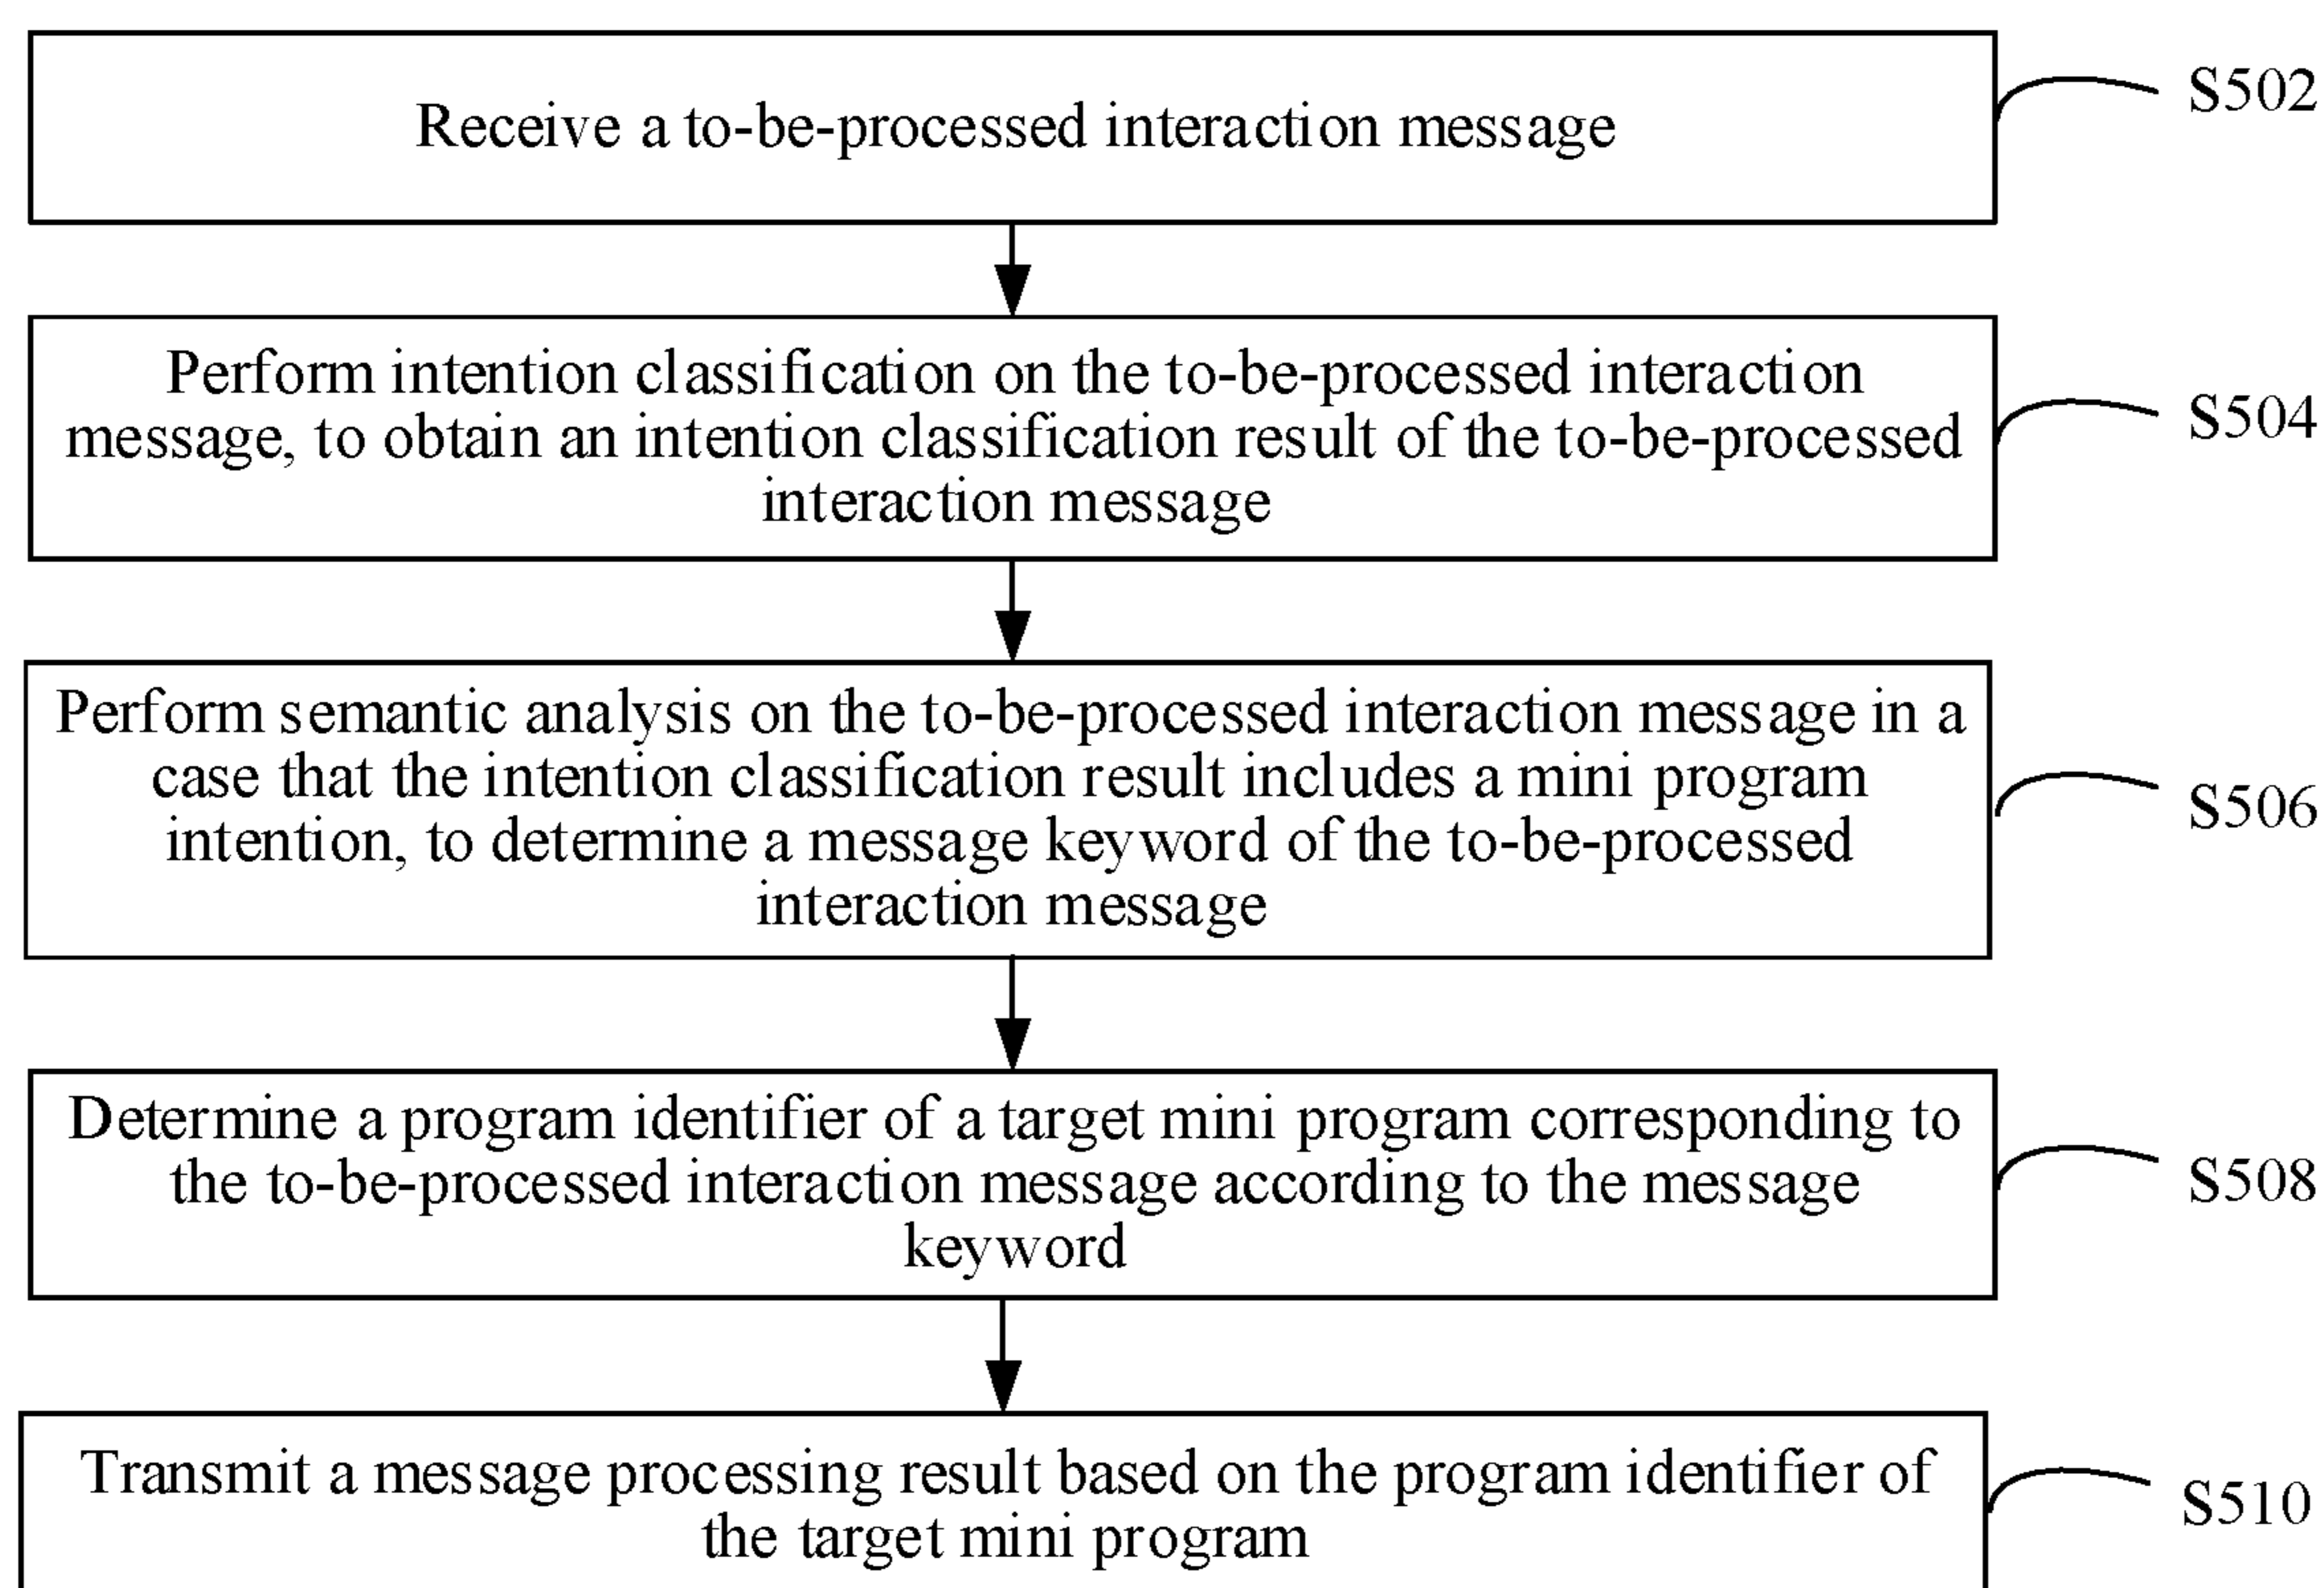 Receive a to-be-processed interaction message
S502
Perform intention classification on the to-be-processed interaction
message, to obtain an intention classification result of the to-be-processed
interaction message
S504
Perform semantic analysis on the to-be-processed interaction message in a
case that the intention classification result includes a mini program
intention, to determine a message keyword of the to-be-processed
interaction message
S506
Determine a program identifier of a target mini program corresponding to
the to-be-processed interaction message according to the message
keyword
S508
Transmit a message processing result based on the program identifier of
the target mini program
S510